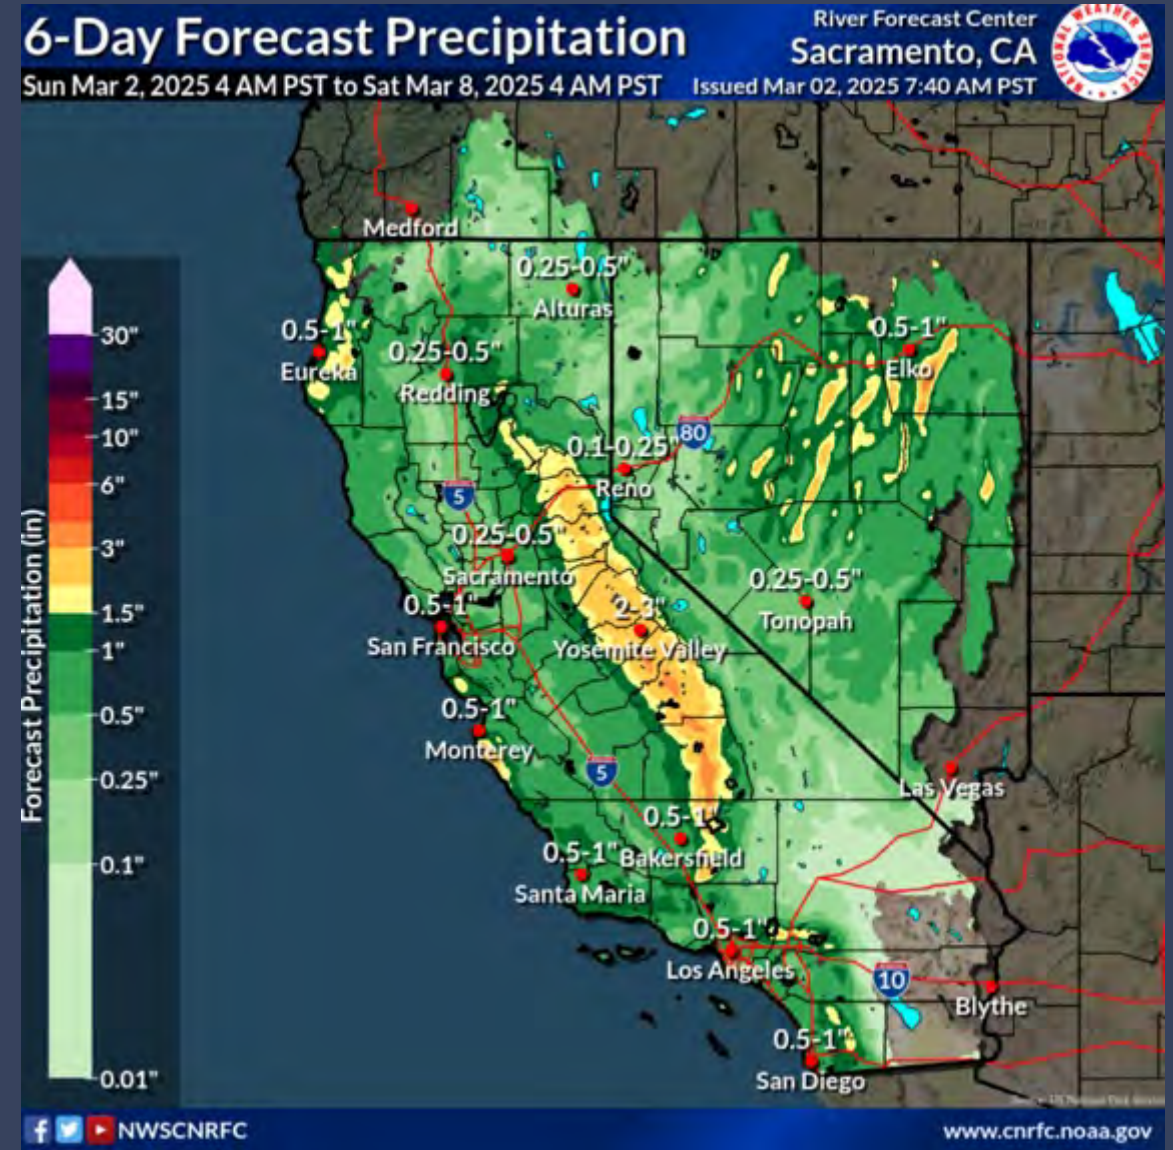 6-Day Forecast Precipitation
Sun Mar 2, 2025 4 AM PST to Sat Mar 8, 2025 4 AM PST
River Forecast Center
Sacramento, CA
Issued Mar 02, 2025 7:40 AM PST
NATIONAL WEATHER SERVICE
Medford
0.25-0.5"
Alturas
0.5-1"
Eureka
0.25-0.5"
Redding
0.5-1"
Elko
0.1-0.25"
Reno
80
5
0.25-0.5"
Sacramento
0.5-1"
San Francisco
2-3"
Yosemite Valley
0.25-0.5"
Tonopah
0.5-1"
Monterey
5
Las Vegas
0.5-1"
Bakersfield
0.5-1"
Santa Maria
0.5-1"
Los Angeles
10
Blythe
0.5-1"
San Diego
Forecast Precipitation (in)
30"
15"
10"
6"
3"
1.5"
1"
0.5"
0.25"
0.1"
0.01"
NWSCNRFC
www.cnrfc.noaa.gov